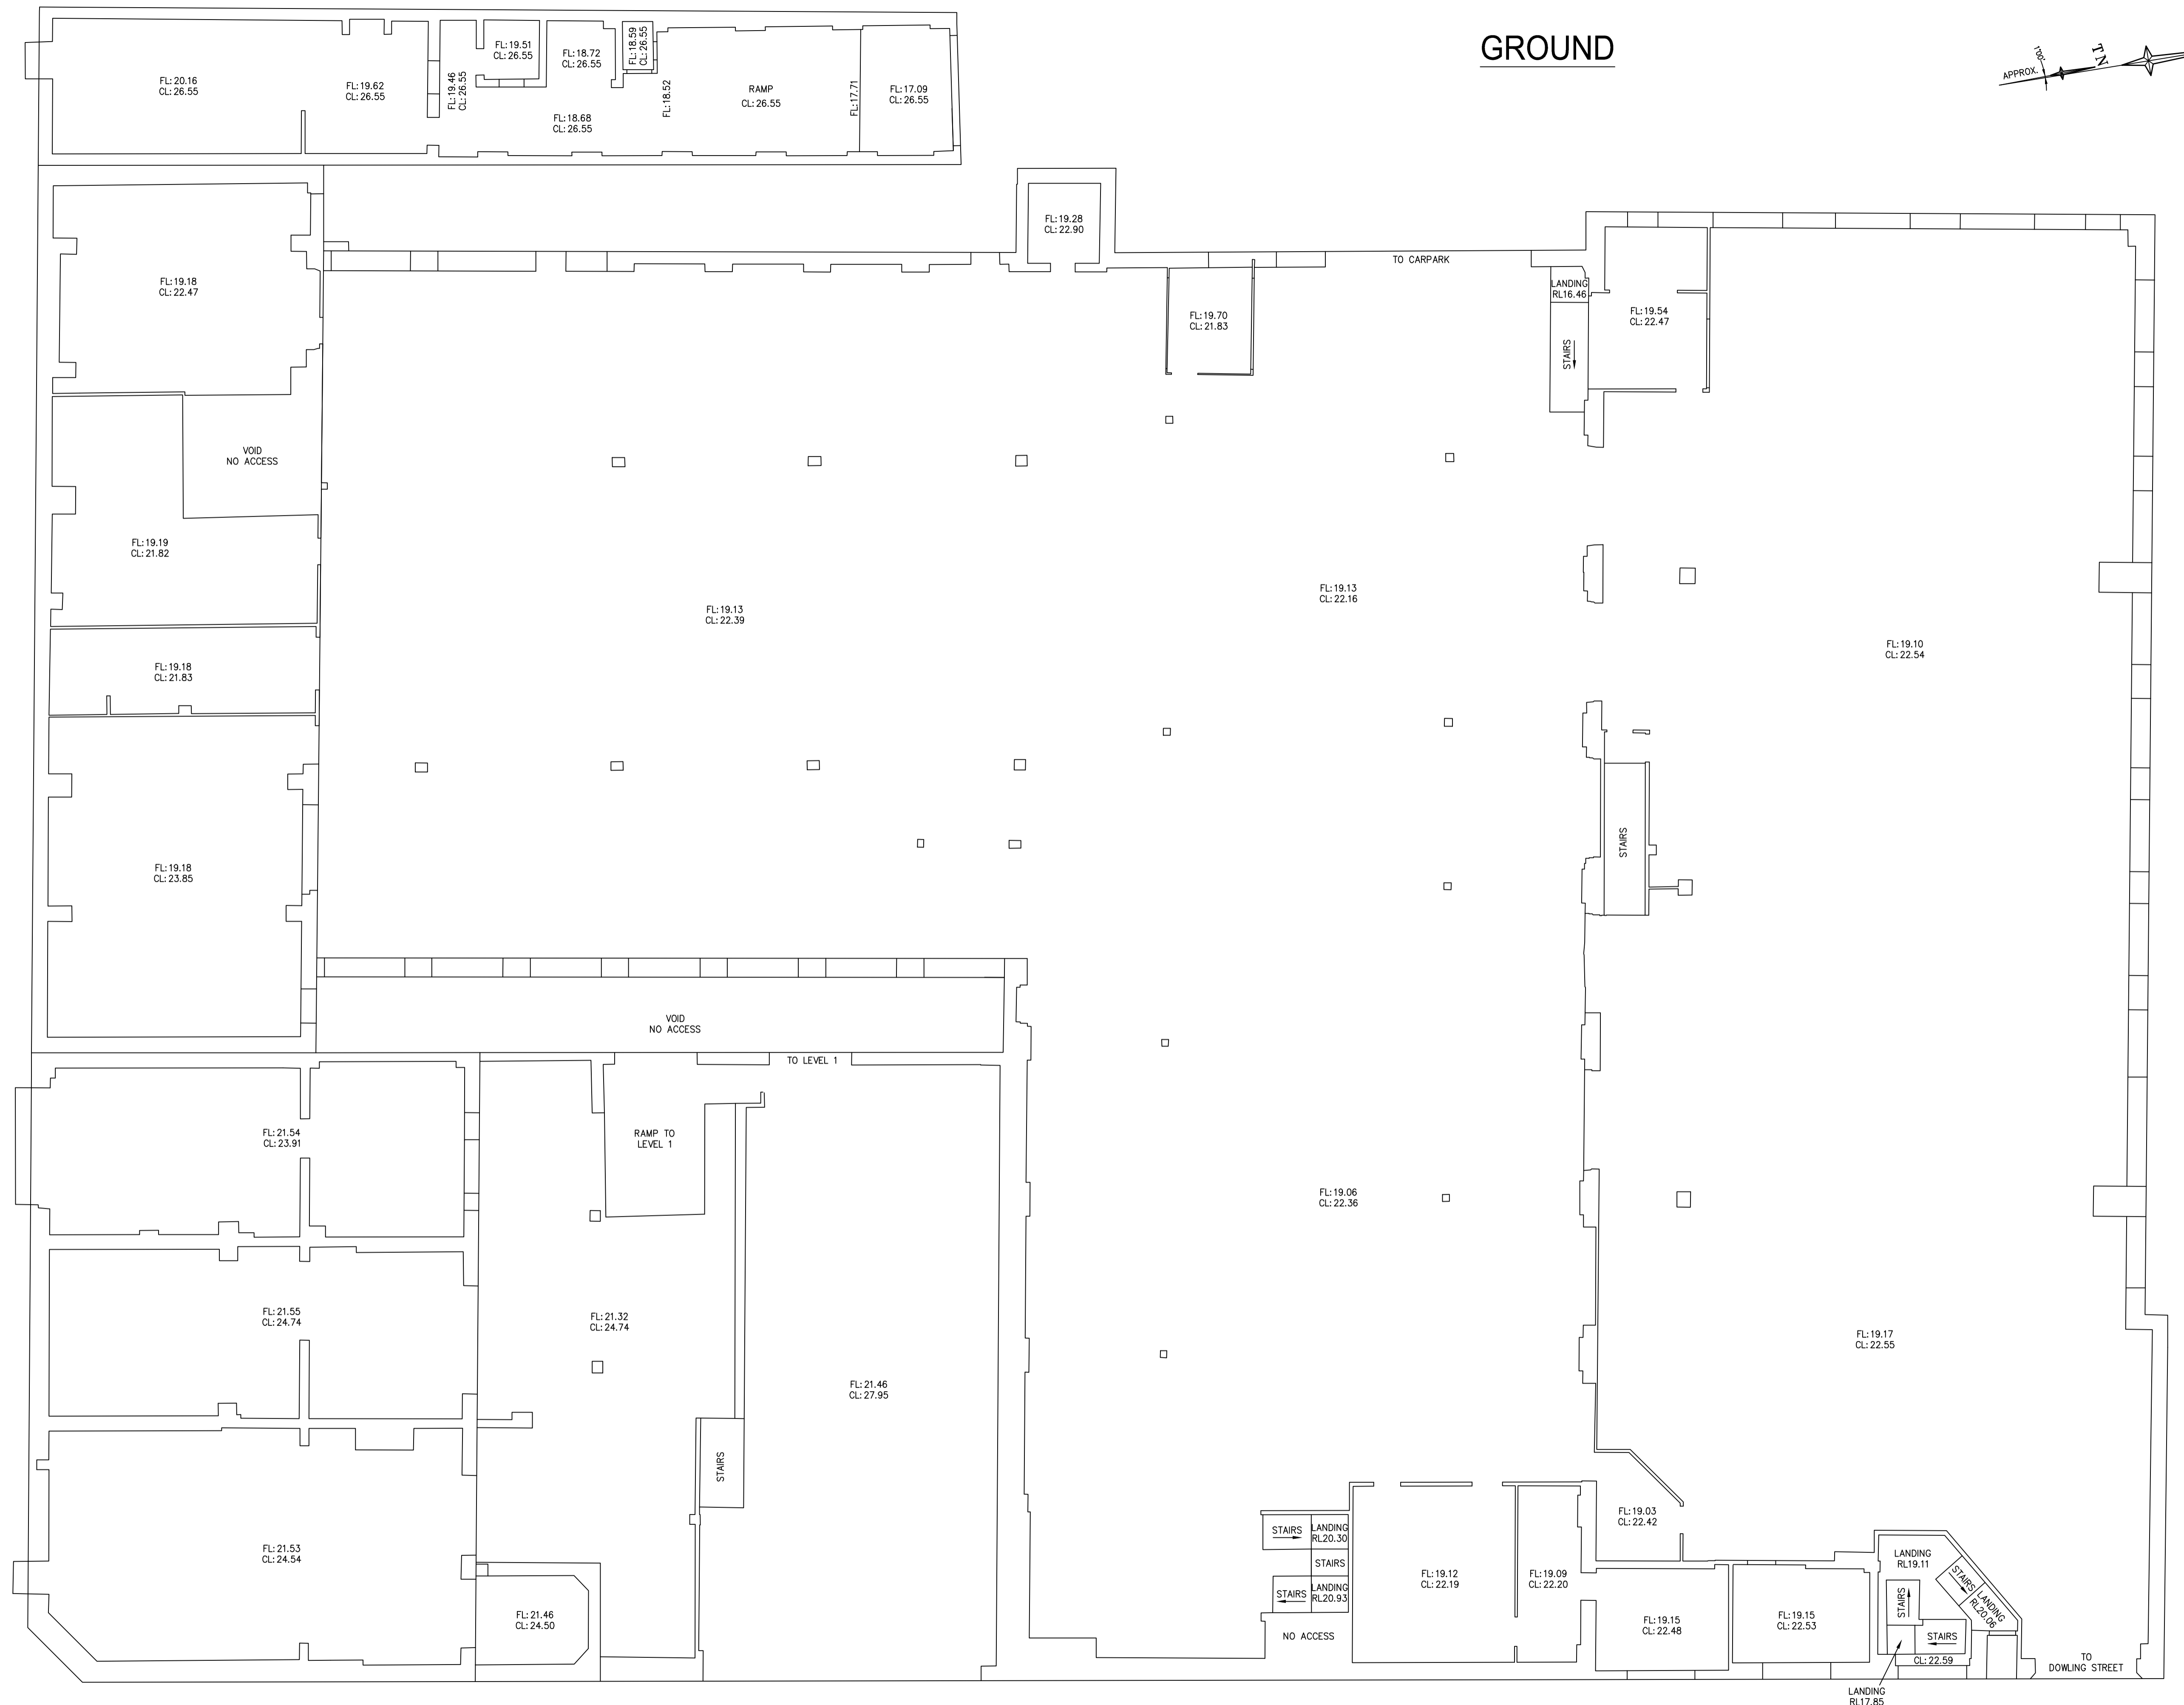 GROUND
APPROX.
1°00'
TN
FL: 20.16
CL: 26.55
FL: 19.62
CL: 26.55
FL: 19.46
CL: 26.55
FL: 19.51
CL: 26.55
FL: 18.72
CL: 26.55
FL: 18.59
CL: 26.55
FL: 18.68
CL: 26.55
FL: 18.52
RAMP
CL: 26.55
FL: 17.71
FL: 17.09
CL: 26.55
FL: 19.18
CL: 22.47
FL: 19.28
CL: 22.90
TO CARPARK
LANDING
RL16.46
STAIRS
FL: 19.70
CL: 21.83
FL: 19.54
CL: 22.47
VOID
NO ACCESS
FL: 19.19
CL: 21.82
FL: 19.13
CL: 22.39
FL: 19.13
CL: 22.16
FL: 19.10
CL: 22.54
FL: 19.18
CL: 21.83
FL: 19.18
CL: 23.85
STAIRS
VOID
NO ACCESS
TO LEVEL 1
FL: 21.54
CL: 23.91
RAMP TO
LEVEL 1
FL: 19.06
CL: 22.36
FL: 21.55
CL: 24.74
FL: 21.32
CL: 24.74
FL: 19.17
CL: 22.55
FL: 21.46
CL: 27.95
STAIRS
FL: 21.53
CL: 24.54
FL: 21.46
CL: 24.50
STAIRS
LANDING
RL20.30
STAIRS
STAIRS
LANDING
RL20.93
NO ACCESS
FL: 19.12
CL: 22.19
FL: 19.09
CL: 22.20
FL: 19.03
CL: 22.42
FL: 19.15
CL: 22.48
FL: 19.15
CL: 22.53
LANDING
RL19.11
STAIRS
LANDING
RL20.06
STAIRS
STAIRS
CL: 22.59
LANDING
RL17.85
TO
DOWLING STREET